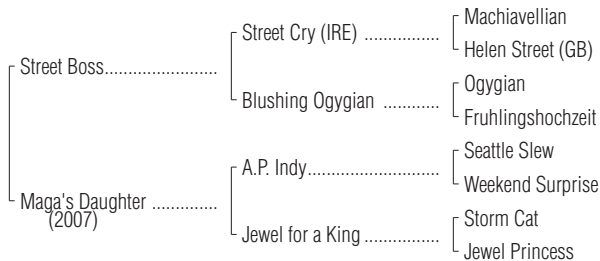 Machiavellian
Street Cry (IRE) ................
Helen Street (GB)
Street Boss........................
Ogygian
Blushing Ogygian ............
Fruhlingshochzeit
Seattle Slew
A.P. Indy............................
Weekend Surprise
Maga's Daughter ..............
(2007)
Storm Cat
Jewel for a King ................
Jewel Princess